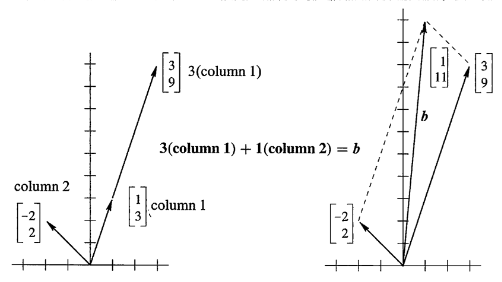 [3 9] 3(column 1)
3(column 1) + 1(column 2) = b
column 2
[-2 2]
[1 3] column 1
[1 11]
[3 9]
b
[-2 2]